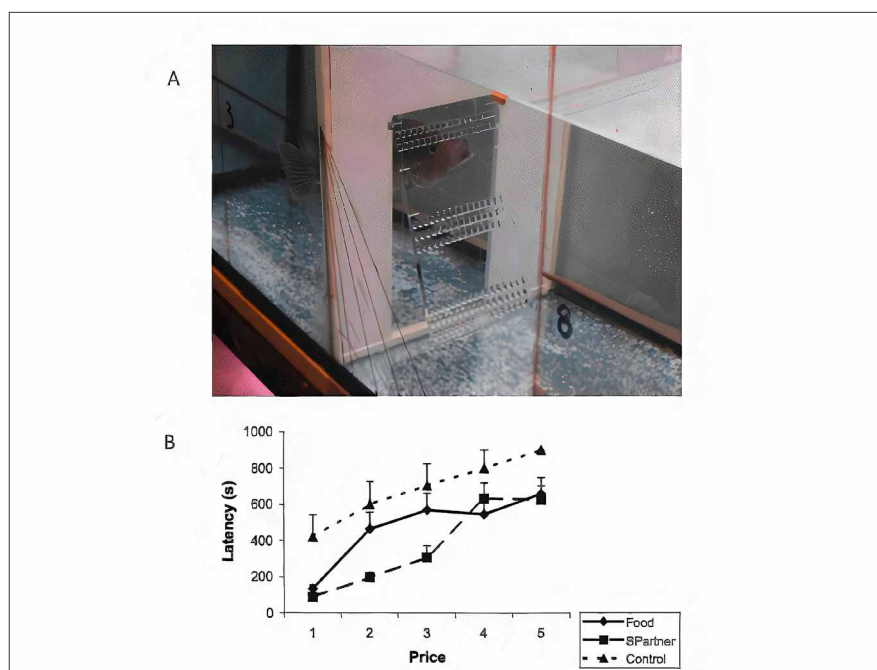 A
3
8
B
1000
800
600
400
200
0
Latency (s)
1 2 3 4 5
Price
Food
SPartner
Control